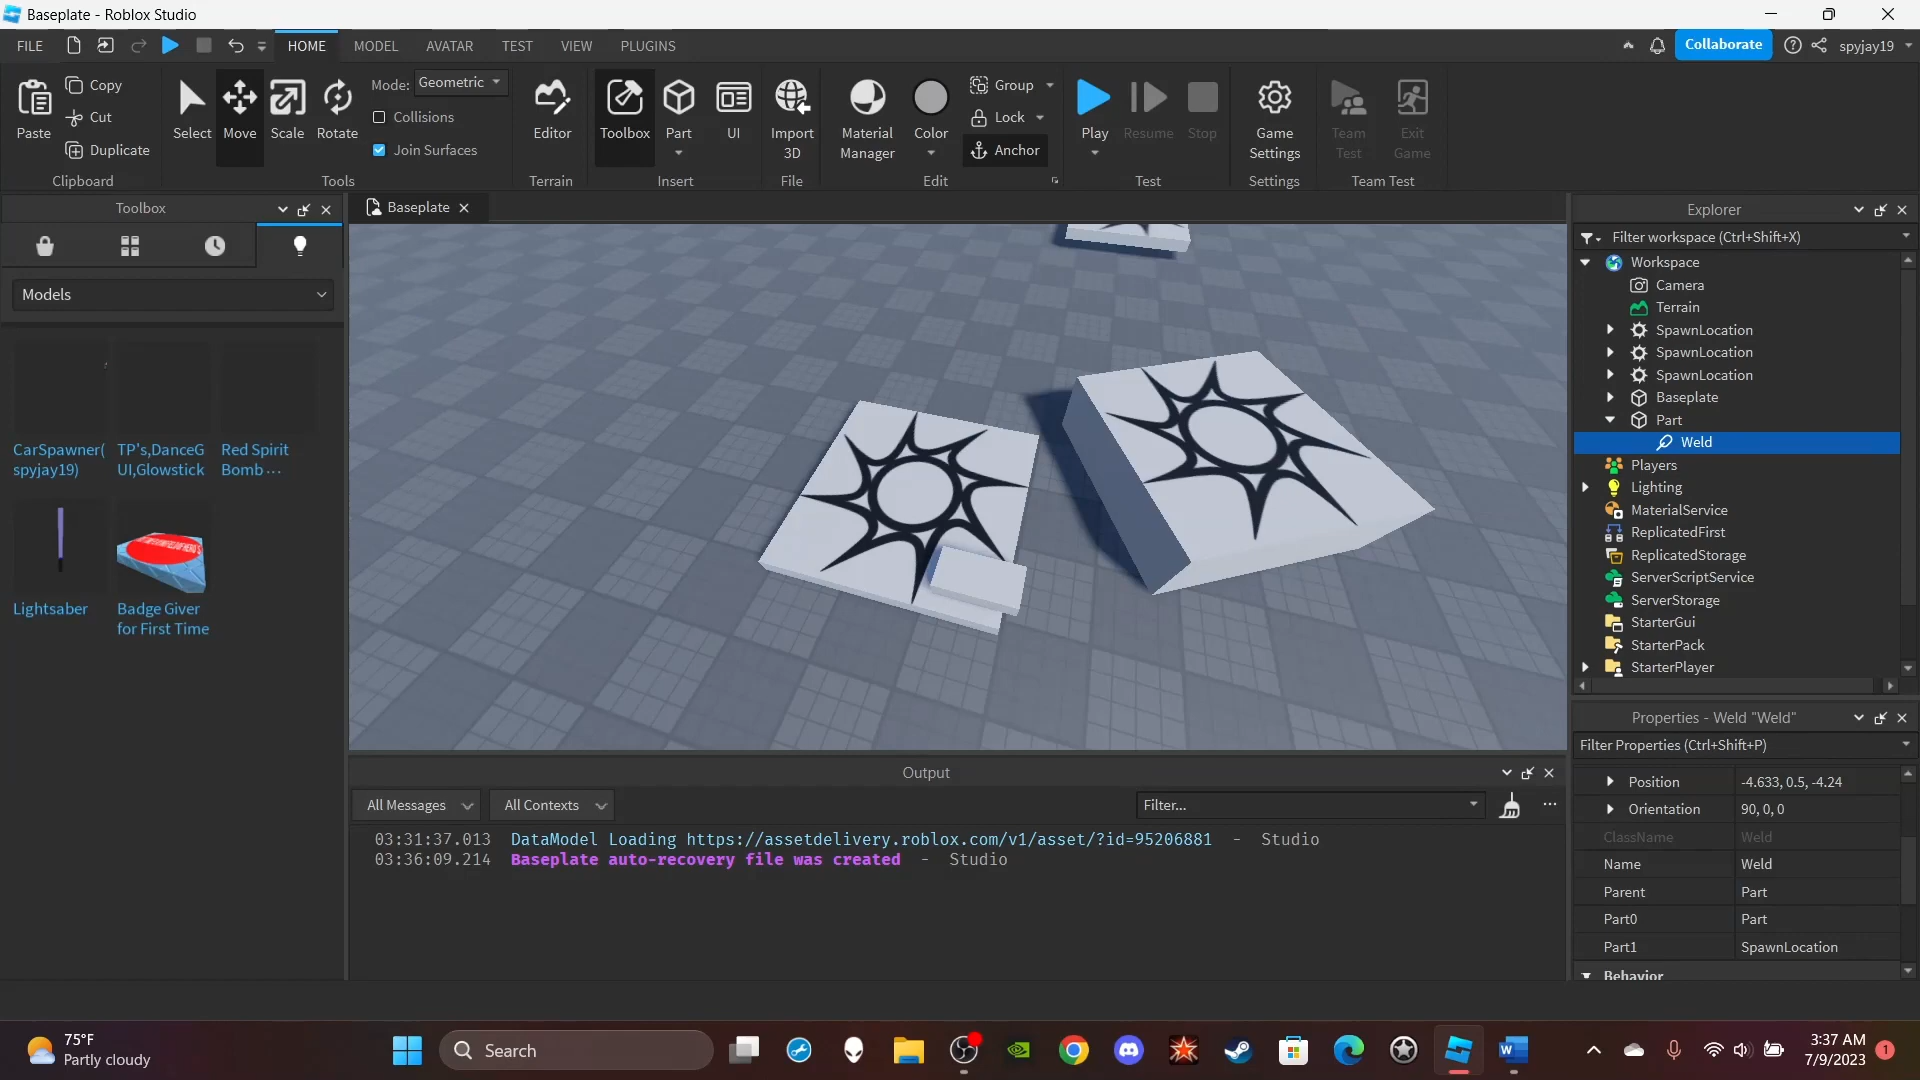 Baseplate - Roblox Studio
FILE
HOME
MODEL
AVATAR
TEST
VIEW
PLUGINS
Collaborate
spyjay19
Paste
Copy
Cut
Duplicate
Clipboard
Select
Move
Scale
Rotate
Mode: Geometric
Collisions
Join Surfaces
Tools
Editor
Terrain
Toolbox
Part
UI
Insert
Import
3D
File
Material
Manager
Color
Group
Lock
Anchor
Edit
Play
Resume
Stop
Test
Game
Settings
Settings
Team
Test
Exit
Game
Team Test
Toolbox
Models
CarSpawner(
spyjay19)
TP's,DanceG
UI,Glowstick
Red Spirit
Bomb ...
Lightsaber
Badge Giver
for First Time
Baseplate
Output
All Messages
All Contexts
Filter...
03:31:37.013 DataModel Loading https://assetdelivery.roblox.com/v1/asset/?id=95206881 - Studio
03:36:09.214 Baseplate auto-recovery file was created - Studio
Explorer
Filter workspace (Ctrl+Shift+X)
Workspace
Camera
Terrain
SpawnLocation
SpawnLocation
SpawnLocation
Baseplate
Part
Weld
Players
Lighting
MaterialService
ReplicatedFirst
ReplicatedStorage
ServerScriptService
ServerStorage
StarterGui
StarterPack
StarterPlayer
Properties - Weld "Weld"
Filter Properties (Ctrl+Shift+P)
Position -4.633, 0.5, -4.24
Orientation 90, 0, 0
ClassName Weld
Name Weld
Parent Part
Part0 Part
Part1 SpawnLocation
Behavior
75°F
Partly cloudy
Search
3:37 AM
7/9/2023
1